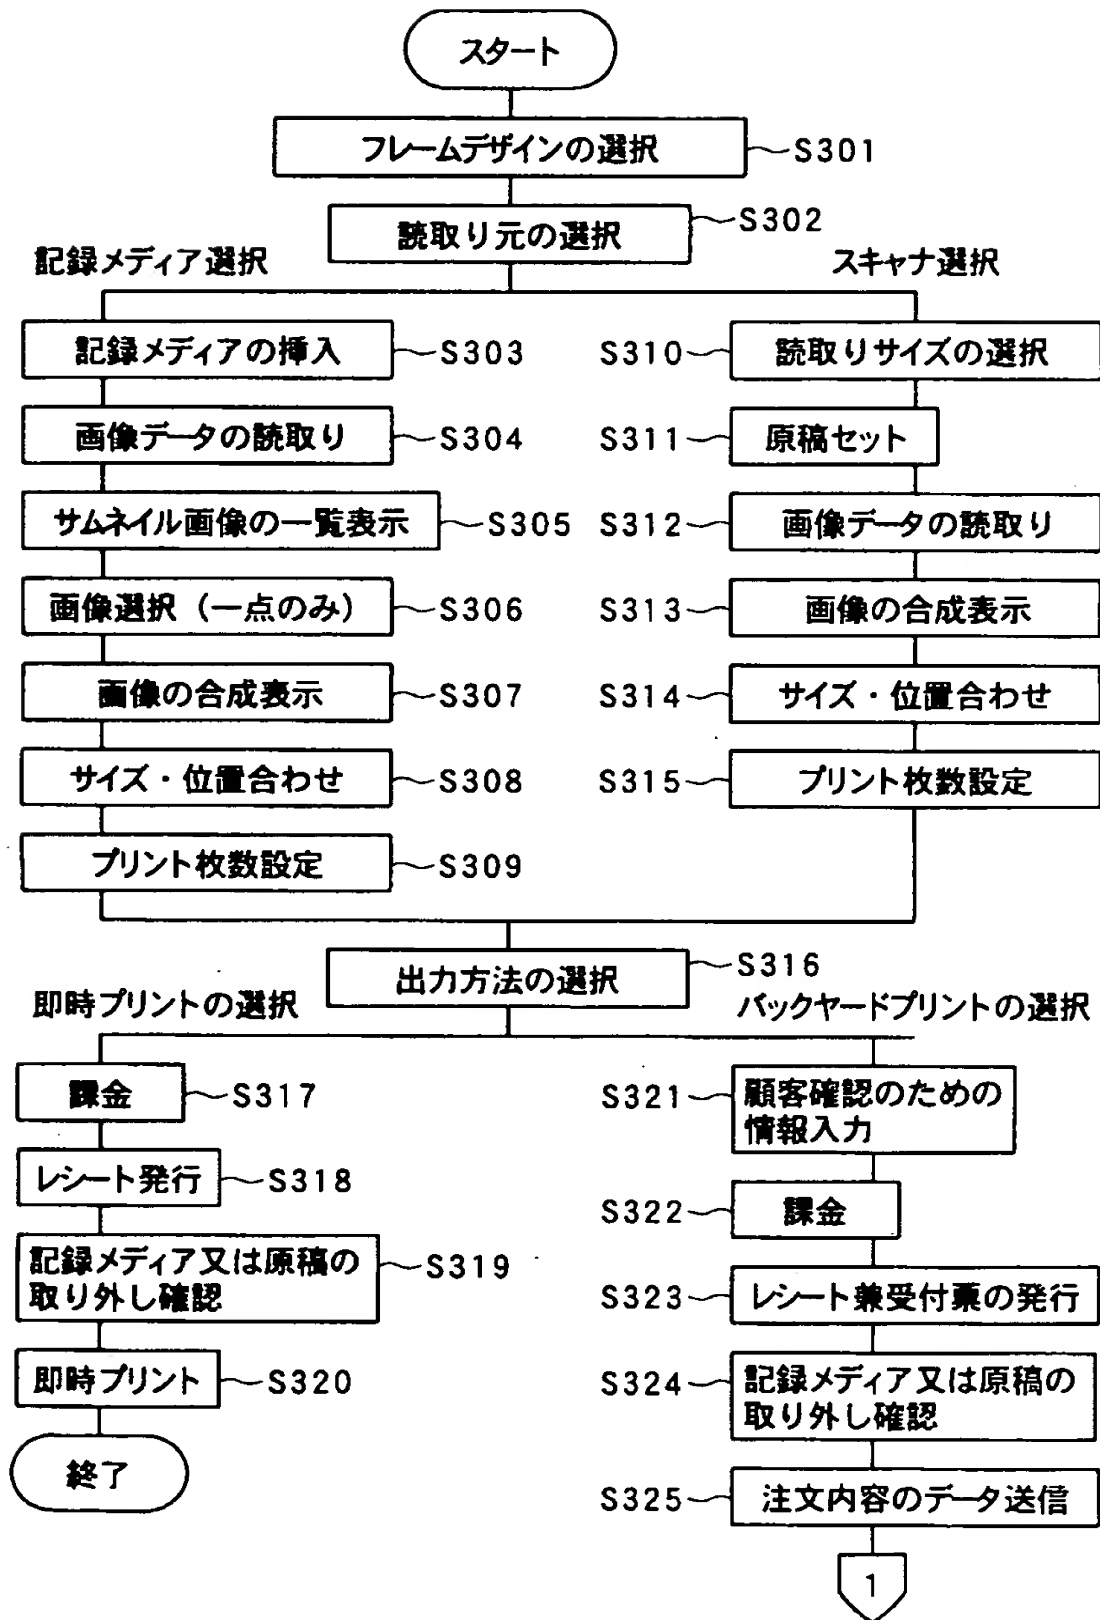 スタート
フレームデザインの選択
S301
読取り元の選択
S302
記録メディア選択
スキャナ選択
記録メディアの挿入
S303
画像データの読取り
S304
サムネイル画像の一覧表示
S305
画像選択（一点のみ）
S306
画像の合成表示
S307
サイズ・位置合わせ
S308
プリント枚数設定
S309
S310
読取りサイズの選択
S311
原稿セット
S312
画像データの読取り
S313
画像の合成表示
S314
サイズ・位置合わせ
S315
プリント枚数設定
出力方法の選択
S316
即時プリントの選択
バックヤードプリントの選択
課金
S317
レシート発行
S318
記録メディア又は原稿の
取り外し確認
S319
即時プリント
S320
終了
S321
顧客確認のための
情報入力
S322
課金
S323
レシート兼受付票の発行
S324
記録メディア又は原稿の
取り外し確認
S325
注文内容のデータ送信
1